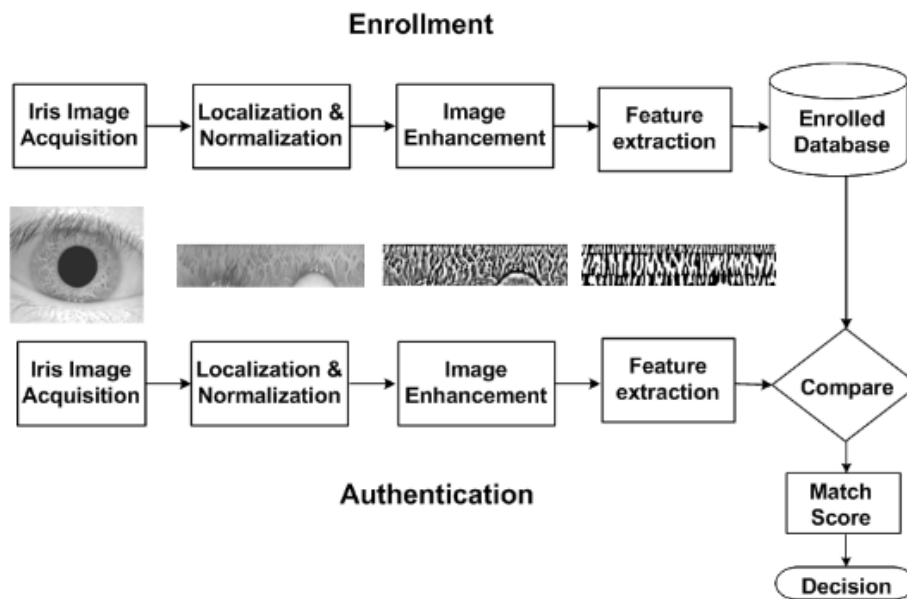 Enrollment
Iris Image
Acquisition
Localization &
Normalization
Image
Enhancement
Feature
extraction
Enrolled
Database
Iris Image
Acquisition
Localization &
Normalization
Image
Enhancement
Feature
extraction
Compare
Authentication
Match
Score
Decision